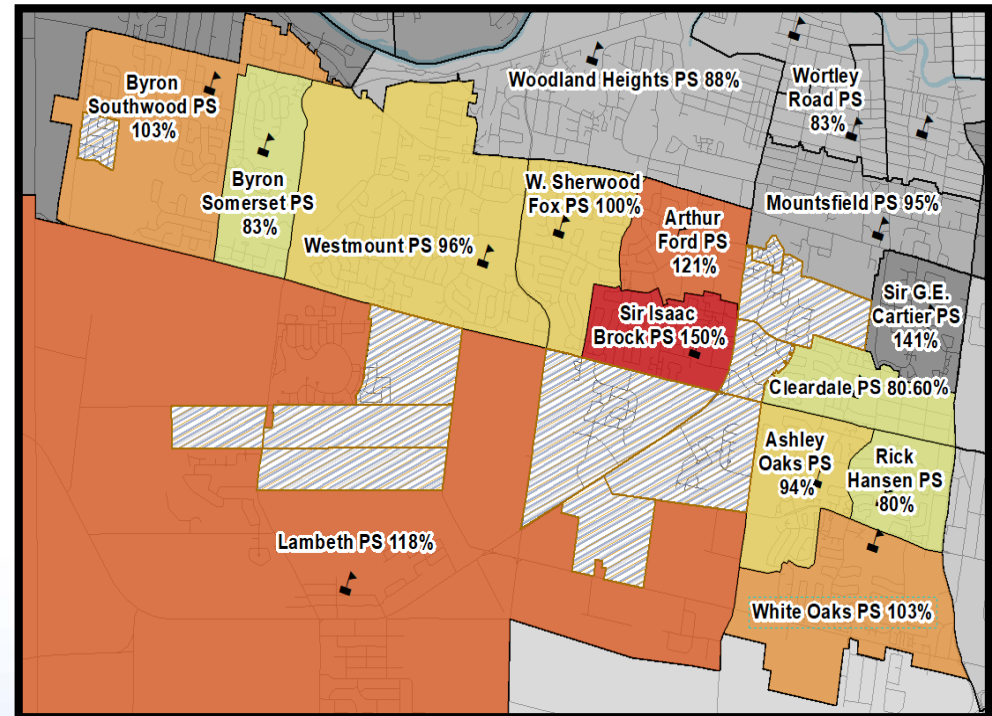 Byron
Southwood PS
103%
Woodland Heights PS 88%
Wortley
Road PS
83%
Byron
Somerset PS
83%
W. Sherwood
Fox PS 100%
Arthur
Ford PS
121%
Mountsfield PS 95%
Westmount PS 96%
Sir Isaac
Brock PS 150%
Sir G.E.
Cartier PS
141%
Cleardale PS 80.60%
Ashley
Oaks PS
94%
Rick
Hansen PS
80%
Lambeth PS 118%
White Oaks PS 103%